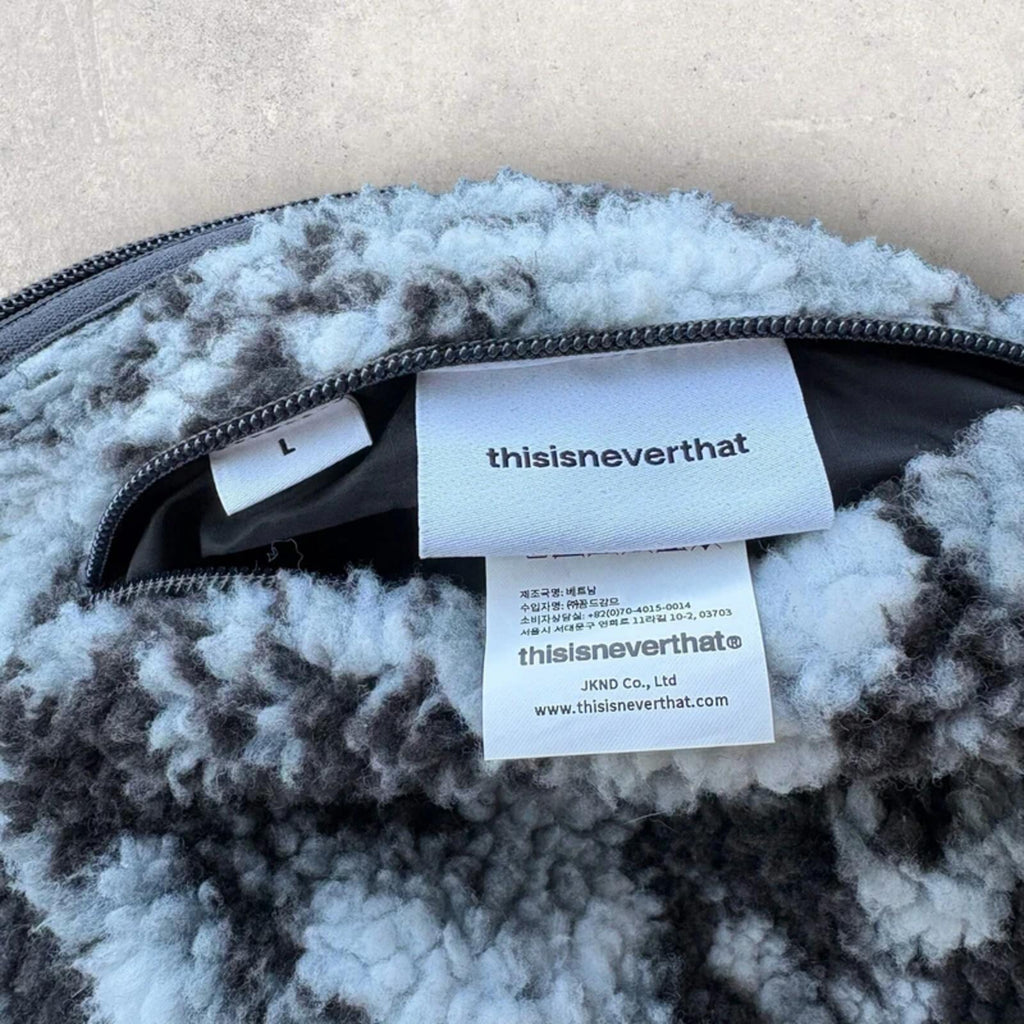 L
thisisneverthat
제조국명: 베트남
수입자명: ㈜좀드감므
소비자상담실: +82(0)70-4015-0014
서울시 서대문구 연희로 11라길 10-2, 03703
thisisneverthat®
JKND Co., Ltd
www.thisisneverthat.com